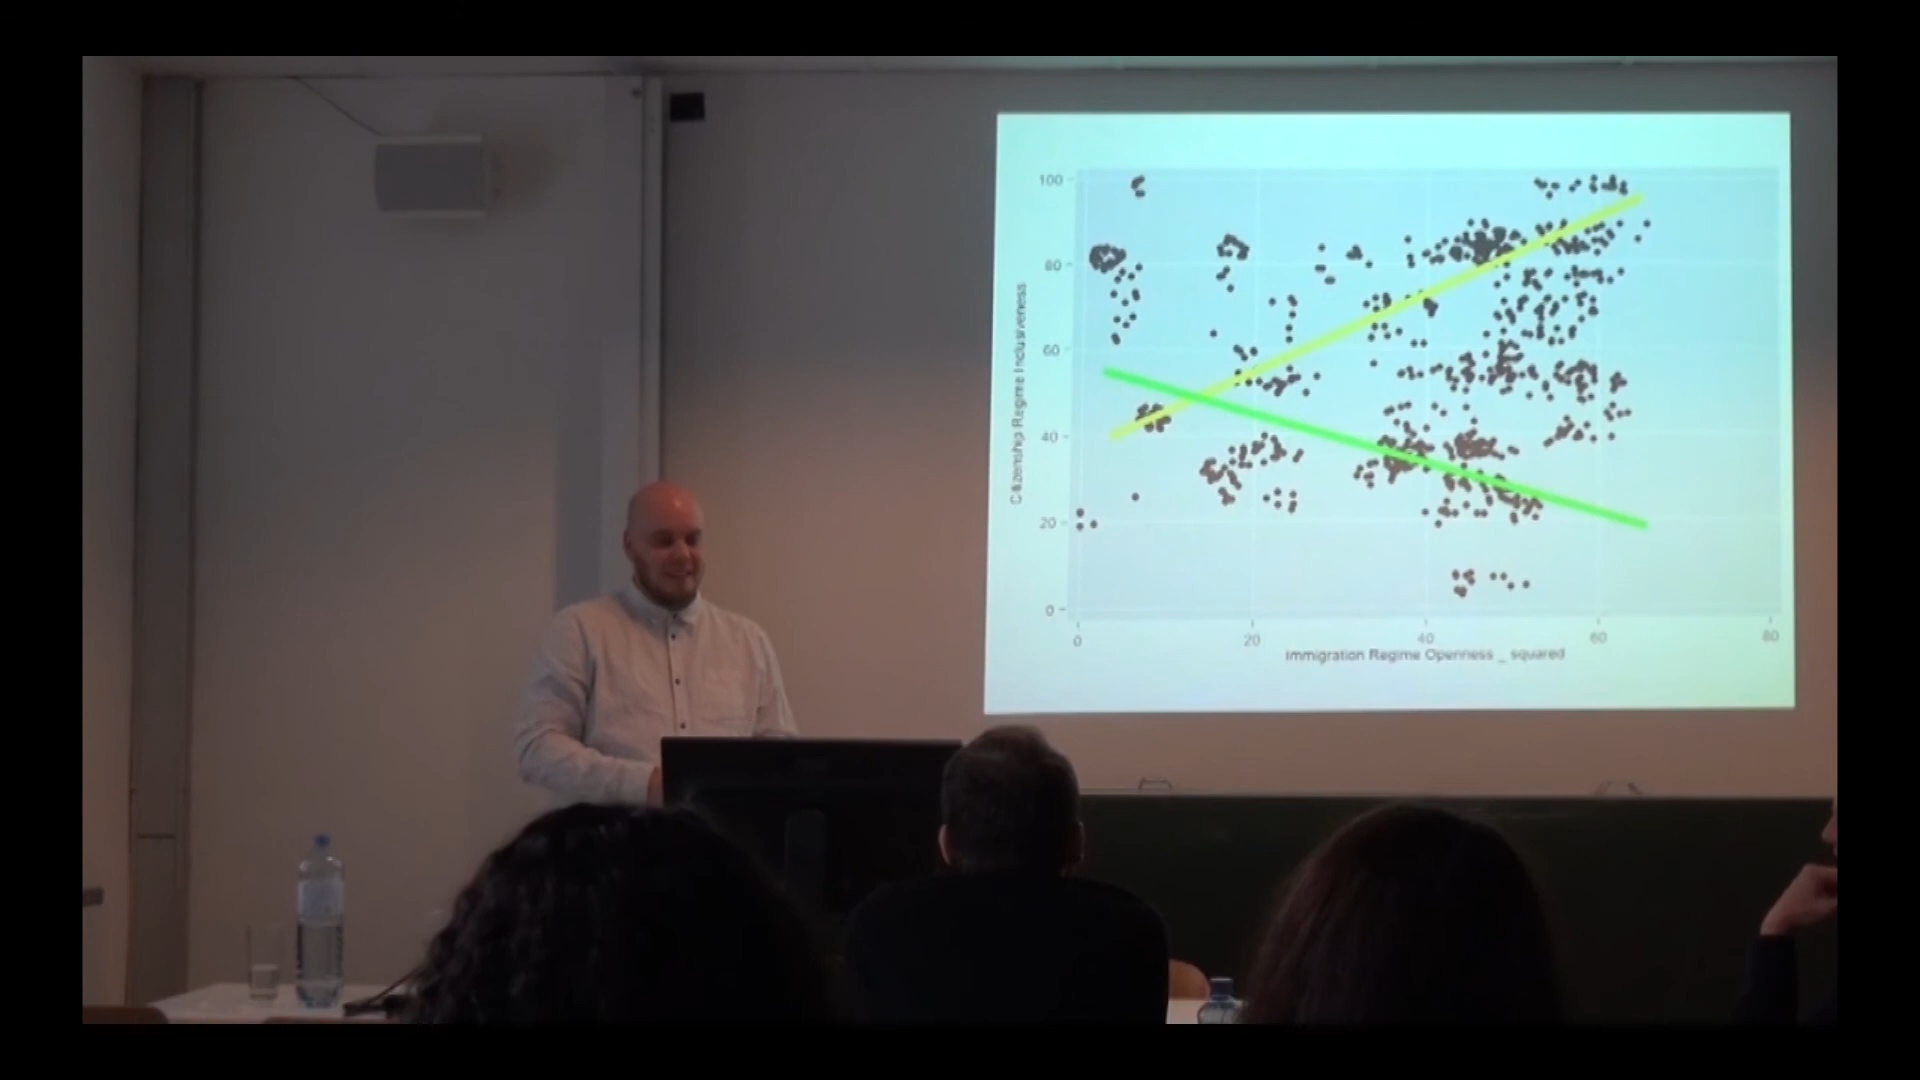 100
80
60
40
20
0
Citizenship Regime Inclusiveness
0 20 40 60 80
Immigration Regime Openness _ squared